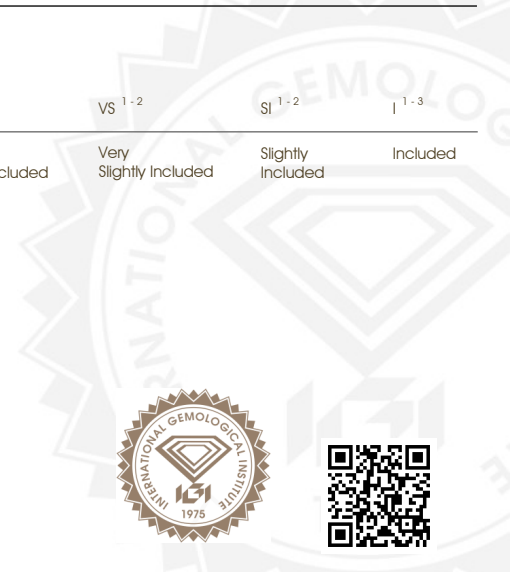 VS 1 - 2 SI 1 - 2 I 1 - 3
Very Slightly Included
cluded Slightly Included Included
INTERNATIONAL GEMOLOGICAL INSTITUTE
IGI
1975